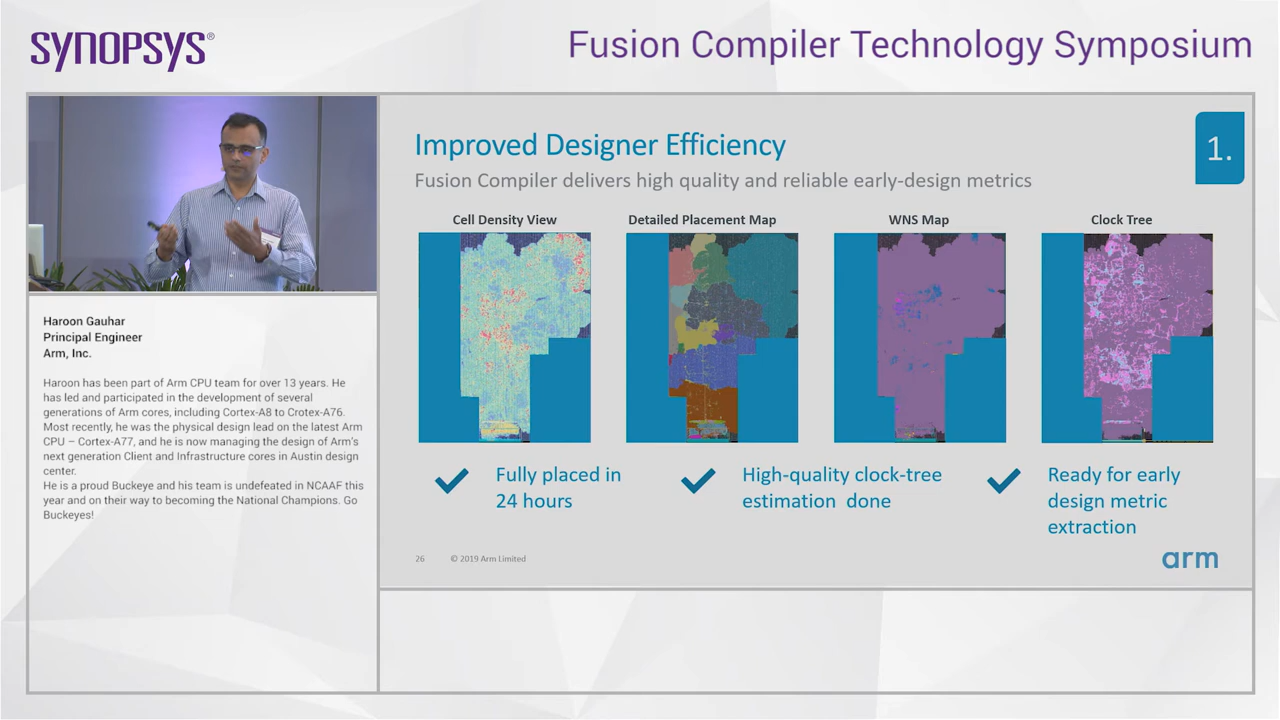 SYNOPSYS®
Fusion Compiler Technology Symposium
Haroon Gauhar
Principal Engineer
Arm, Inc.
Haroon has been part of Arm CPU team for over 13 years. He
has led and participated in the development of several
generations of Arm cores, including Cortex-A8 to Crotex-A76.
Most recently, he was the physical design lead on the latest Arm
CPU – Cortex-A77, and he is now managing the design of Arm's
next generation Client and Infrastructure cores in Austin design
center.
He is a proud Buckeye and his team is undefeated in NCAAF this
year and on their way to becoming the National Champions. Go
Buckeyes!
Improved Designer Efficiency
1.
Fusion Compiler delivers high quality and reliable early-design metrics
Cell Density View
Detailed Placement Map
WNS Map
Clock Tree
Fully placed in
24 hours
High-quality clock-tree
estimation done
Ready for early
design metric
extraction
26 © 2019 Arm Limited
arm